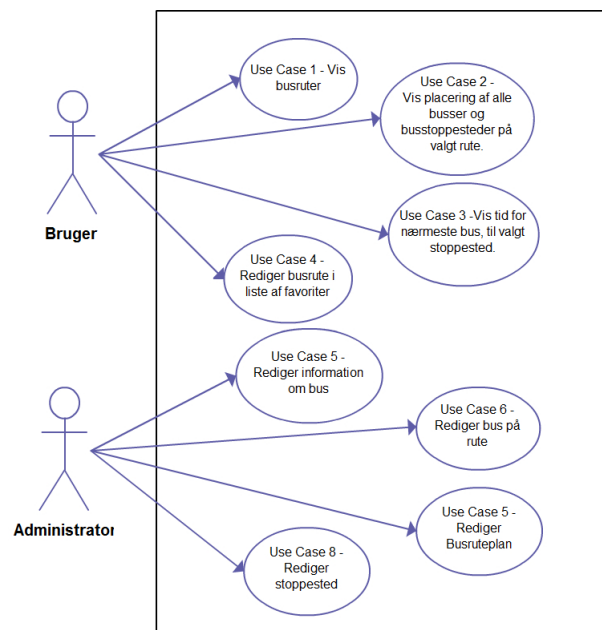 Use Case 1 - Vis
busruter
Use Case 2 -
Vis placering af alle
busser og
busstoppesteder på
valgt rute.
Bruger
Use Case 3 -Vis tid for
nærmeste bus, til valgt
stoppested.
Use Case 4 -
Rediger busrute i
liste af favoriter
Use Case 5 -
Rediger information
om bus
Use Case 6 -
Rediger bus på
rute
Administrator
Use Case 5 -
Rediger
Busruteplan
Use Case 8 -
Rediger
stoppested